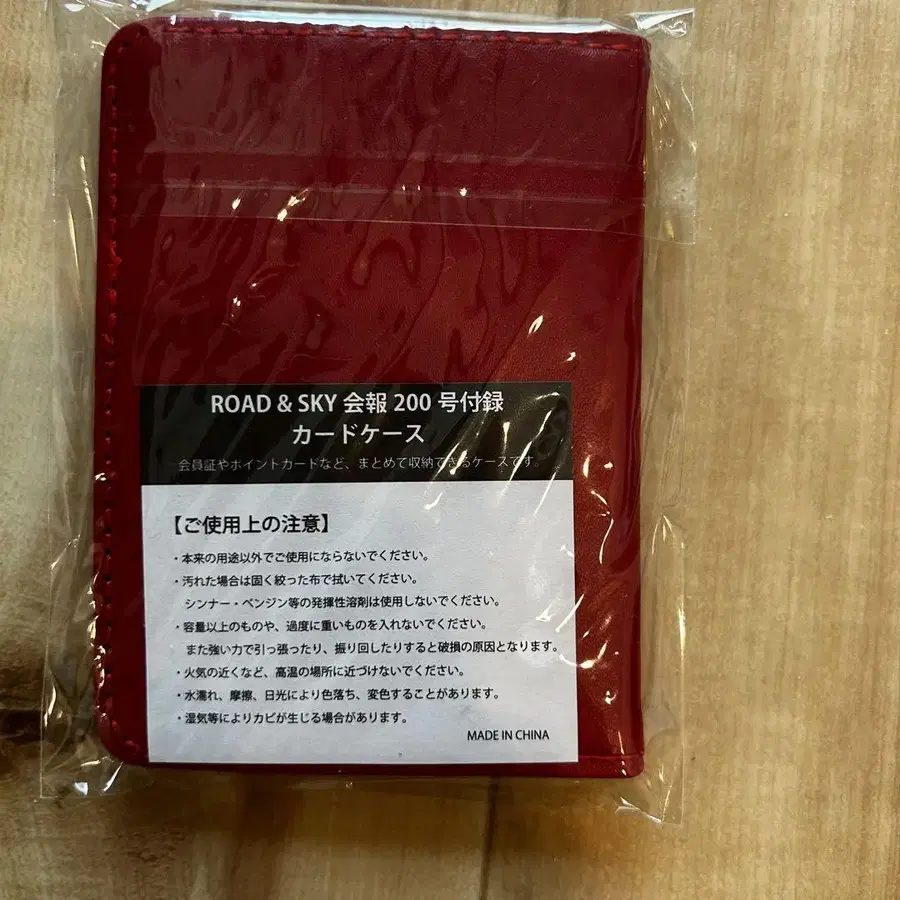 ROAD & SKY 会報 200 号付録
カードケース
会員証やポイントカードなど、まとめて収納できるケースです。
【ご使用上の注意】
・本来の用途以外でご使用にならないでください。
・汚れた場合は固く絞った布で拭いてください。
シンナー・ベンジン等の発揮性溶剤は使用しないでください。
・容量以上のものや、過度に重いものを入れないでください。
また強い力で引っ張ったり、振り回したりすると破損の原因となります。
・火気の近くなど、高温の場所に近づけないでください。
・水濡れ、摩擦、日光により色落ち、変色することがあります。
・湿気等によりカビが生じる場合があります。
MADE IN CHINA